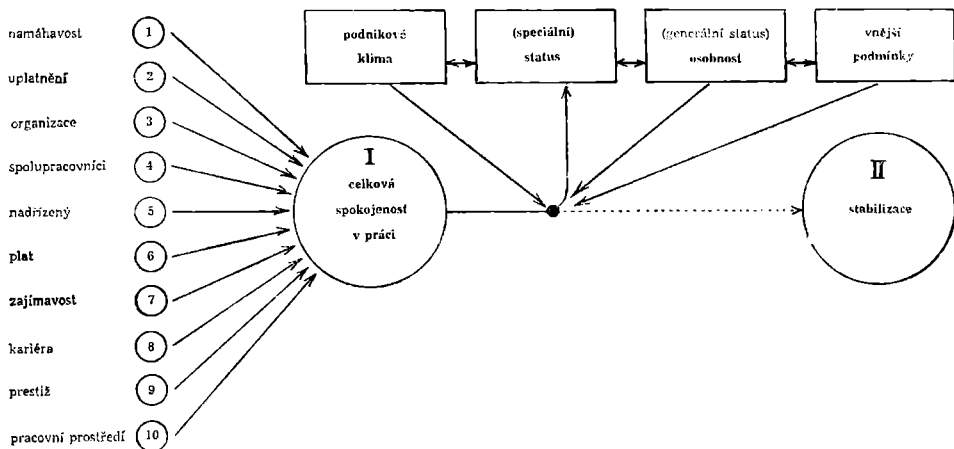 namáhavost 1
uplatnění 2
organizace 3
spolupracovníci 4
nadřízený 5
plat 6
zajímavost 7
kariéra 8
prestiž 9
pracovní prostředí 10
I
celková
spokojenost
v práci
podnikové
klima
(speciální)
status
(generální status)
osobnost
vnější
podmínky
II
stabilizace